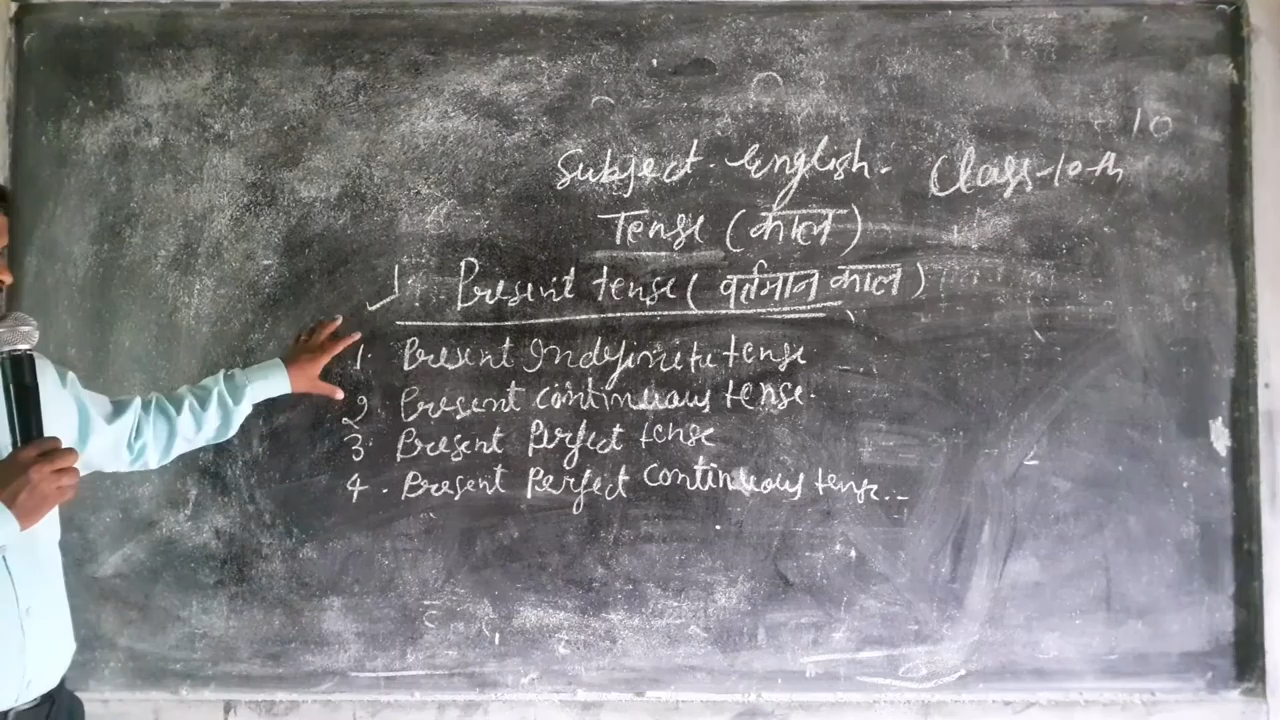 10
Subject. English. Class-10th
Tense (काल)
1. Present tense (वर्तमान काल)
1. Present Indefinite tense.
2. Present continuous tense.
3. Present Perfect tense
4. Present Perfect continuous tense..